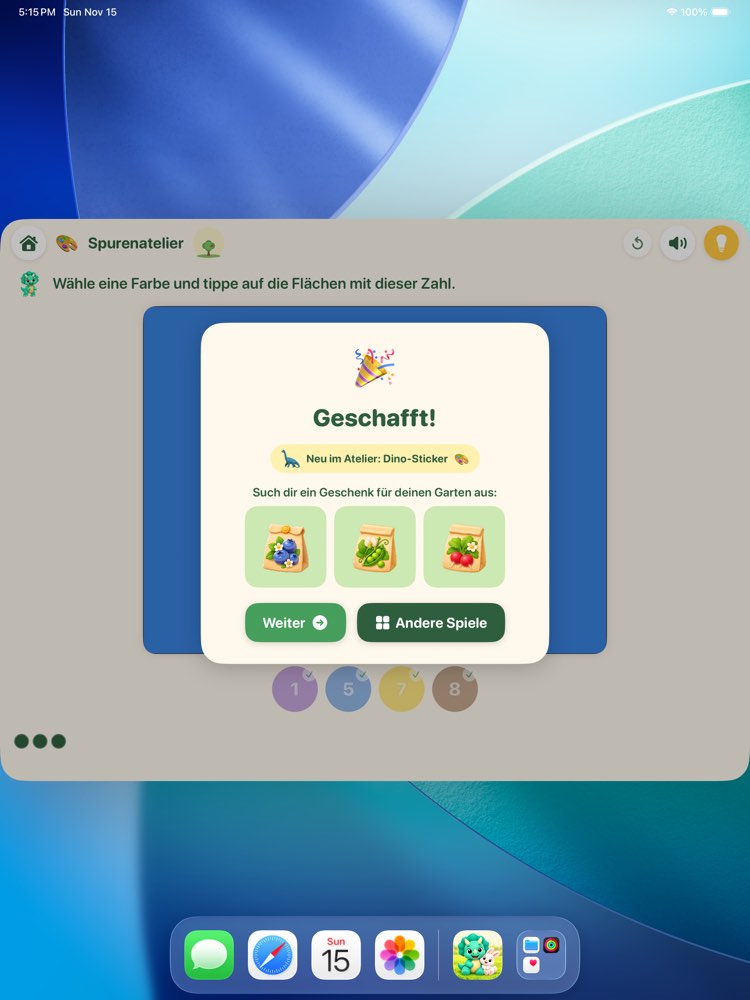 5:15 PM Sun Nov 15
100%
Spurenatelier
Wähle eine Farbe und tippe auf die Flächen mit dieser Zahl.
Geschafft!
Neu im Atelier: Dino-Sticker
Such dir ein Geschenk für deinen Garten aus:
Weiter
Andere Spiele
1 5 7 8
Sun
15